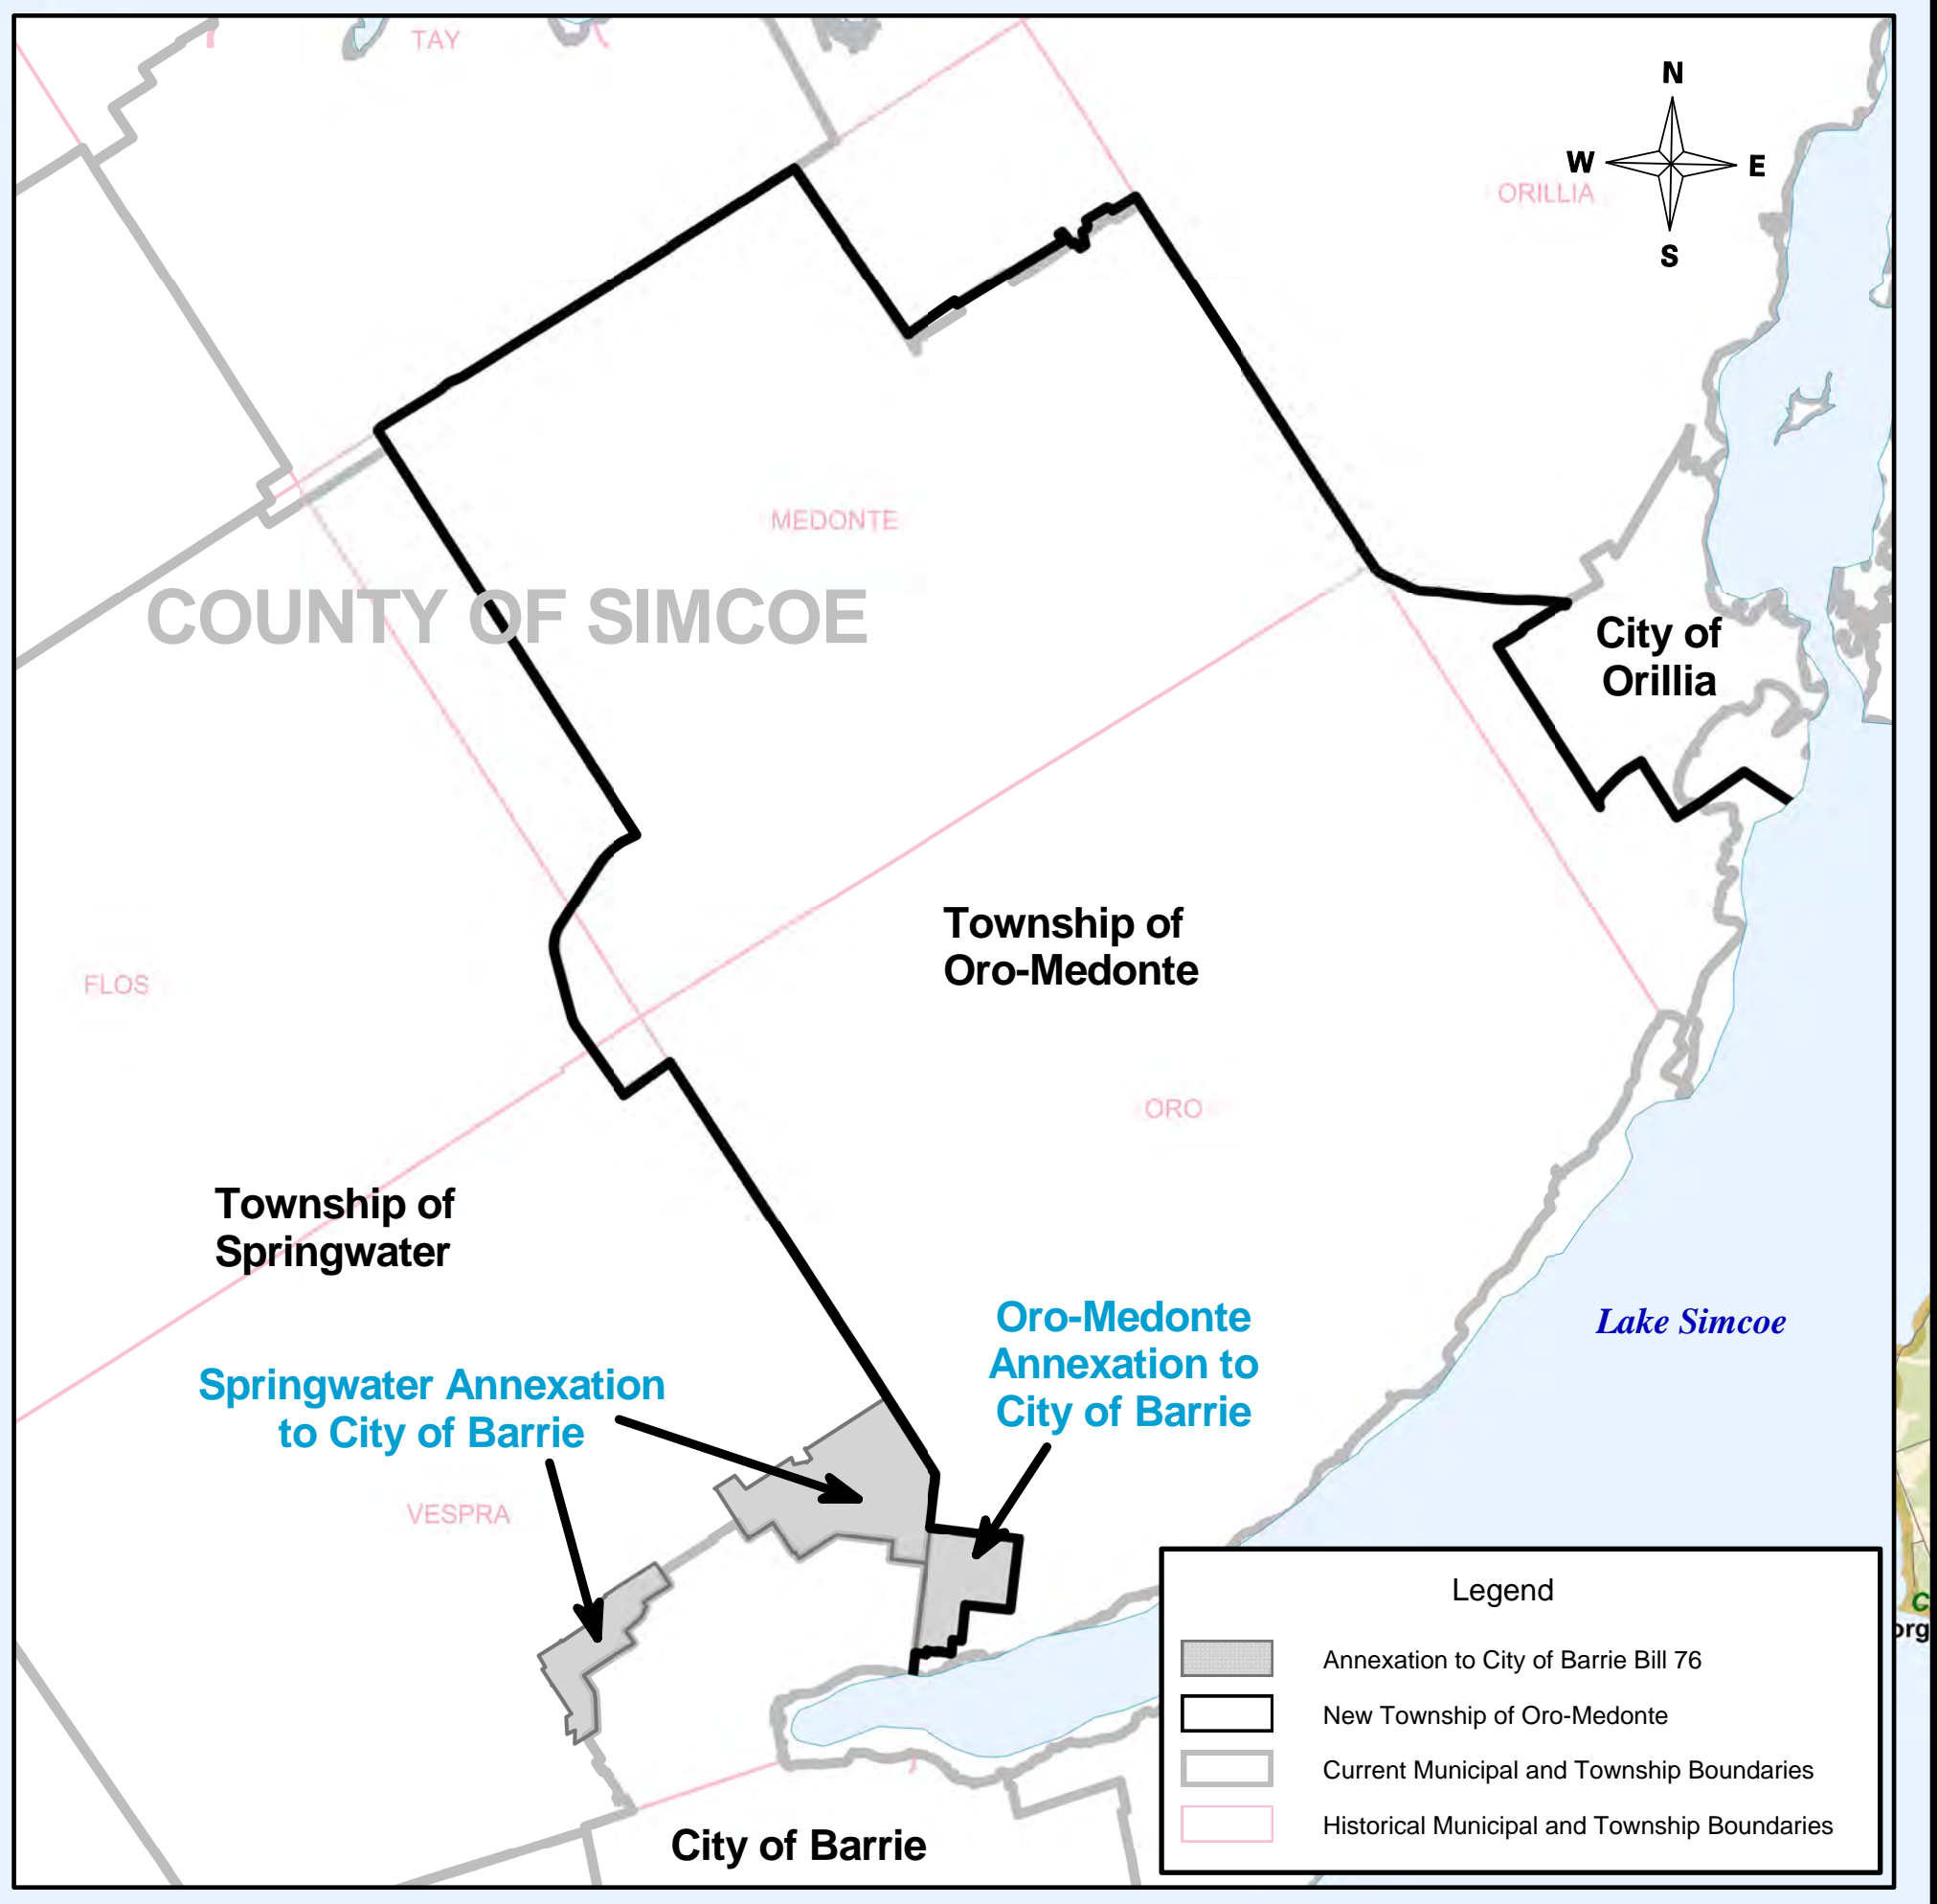 TAY
N
W
E
S
ORILLIA
MEDONTE
COUNTY OF SIMCOE
City of
Orillia
Township of
Oro-Medonte
FLOS
ORO
Township of
Springwater
Oro-Medonte
Annexation to
City of Barrie
Lake Simcoe
Springwater Annexation
to City of Barrie
VESPRA
Legend
Annexation to City of Barrie Bill 76
New Township of Oro-Medonte
Current Municipal and Township Boundaries
Historical Municipal and Township Boundaries
City of Barrie